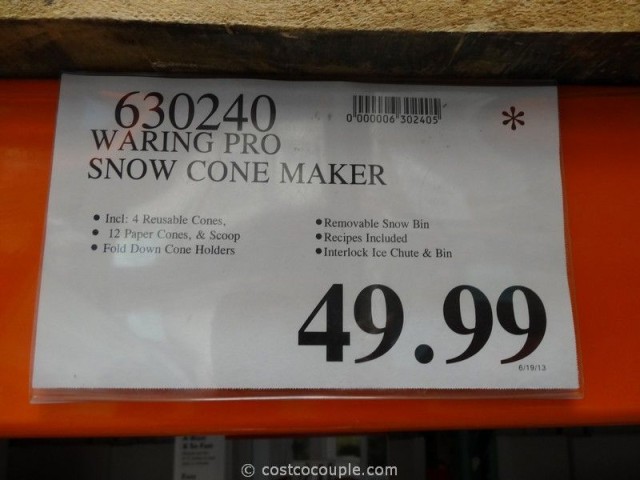 630240
0 000006 302405
*
WARING PRO
SNOW CONE MAKER
• Incl: 4 Reusable Cones,
• 12 Paper Cones, & Scoop
• Fold Down Cone Holders
• Removable Snow Bin
• Recipes Included
• Interlock Ice Chute & Bin
49.99
6/19/13
© costcocouple.com